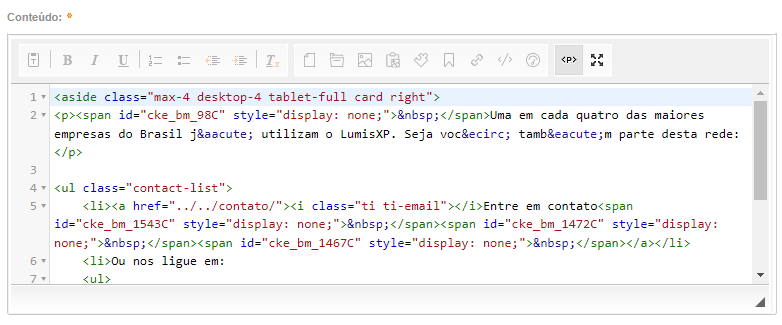 Conteúdo: *
B I U Tx <P>
1 <aside class="max-4 desktop-4 tablet-full card right">
2 <p><span id="cke_bm_98C" style="display: none;">&nbsp;</span>Uma em cada quatro das maiores
empresas do Brasil j&aacute; utilizam o LumisXP. Seja voc&ecirc; tamb&eacute;m parte desta rede:
</p>
3
4 <ul class="contact-list">
5 <li><a href="../../contato/"><i class="ti ti-email"></i>Entre em contato<span
id="cke_bm_1543C" style="display: none;">&nbsp;</span><span id="cke_bm_1472C" style="display:
none;">&nbsp;</span><span id="cke_bm_1467C" style="display: none;">&nbsp;</span></a></li>
6 <li>Ou nos ligue em:
7 <ul>